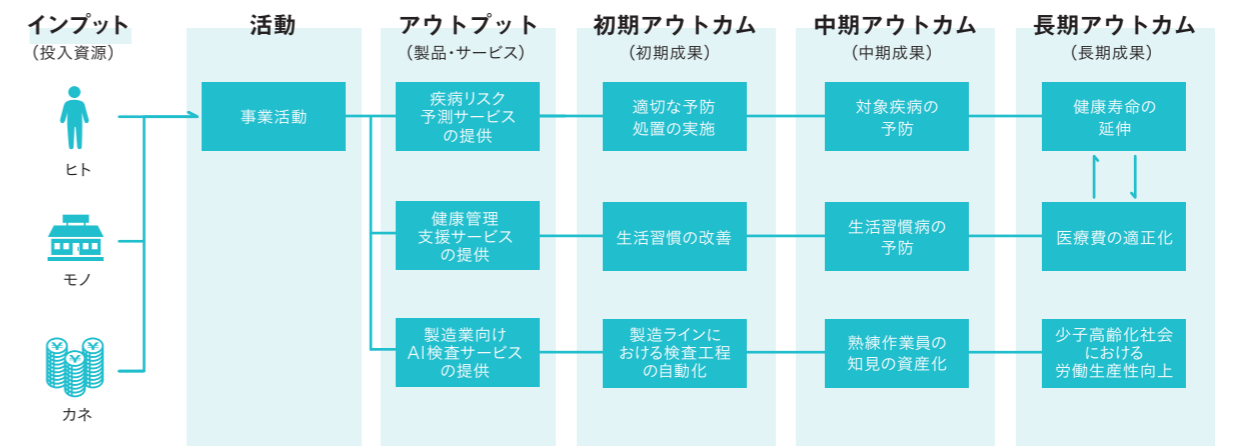 インプット
(投入資源)
活動
アウトプット
(製品・サービス)
初期アウトカム
(初期成果)
中期アウトカム
(中期成果)
長期アウトカム
(長期成果)
ヒト
モノ
¥
¥
¥
カネ
事業活動
疾病リスク
予測サービス
の提供
適切な予防
処置の実施
対象疾病の
予防
健康寿命の
延伸
健康管理
支援サービス
の提供
生活習慣の改善
生活習慣病の
予防
医療費の適正化
製造業向け
AI検査サービス
の提供
製造ラインに
おける検査工程
の自動化
熟練作業員の
知見の資産化
少子高齢化社会
における
労働生産性向上